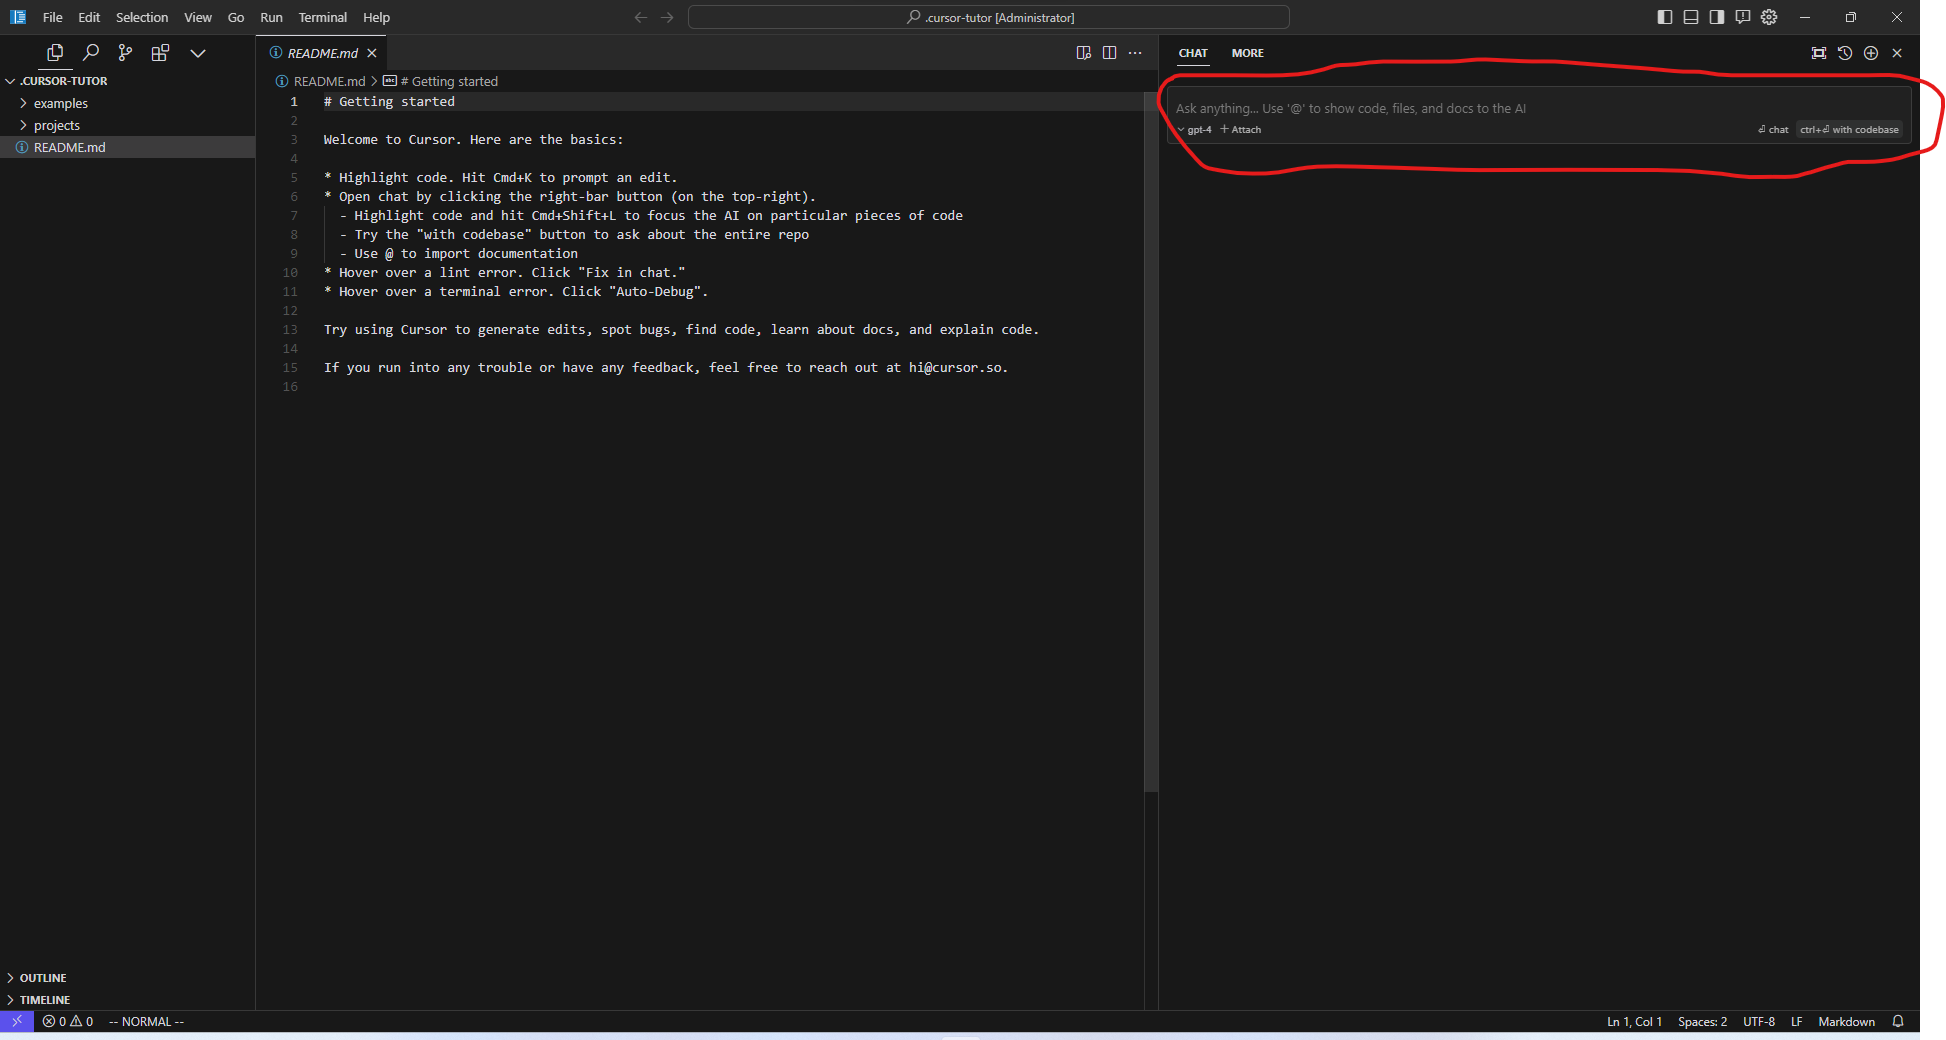 File Edit Selection View Go Run Terminal Help
.cursor-tutor [Administrator]
.CURSOR-TUTOR
examples
projects
README.md
OUTLINE
TIMELINE
README.md
README.md > # Getting started
1 # Getting started
2
3 Welcome to Cursor. Here are the basics:
4
5 * Highlight code. Hit Cmd+K to prompt an edit.
6 * Open chat by clicking the right-bar button (on the top-right).
7 - Highlight code and hit Cmd+Shift+L to focus the AI on particular pieces of code
8 - Try the "with codebase" button to ask about the entire repo
9 - Use @ to import documentation
10 * Hover over a lint error. Click "Fix in chat."
11 * Hover over a terminal error. Click "Auto-Debug".
12
13 Try using Cursor to generate edits, spot bugs, find code, learn about docs, and explain code.
14
15 If you run into any trouble or have any feedback, feel free to reach out at hi@cursor.so.
16
CHAT MORE
Ask anything... Use '@' to show code, files, and docs to the AI
gpt-4 + Attach ⏎ chat ctrl+⏎ with codebase
0 0 -- NORMAL -- Ln 1, Col 1 Spaces: 2 UTF-8 LF Markdown